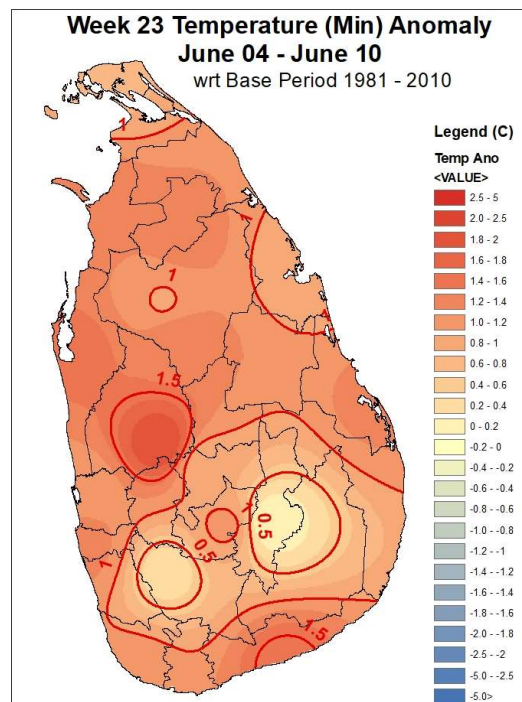 Week 23 Temperature (Min) Anomaly
June 04 - June 10
wrt Base Period 1981 - 2010
Legend (C)
Temp Ano
<VALUE>
2.5 - 5
2.0 - 2.5
1.8 - 2
1.6 - 1.8
1.4 - 1.6
1.2 - 1.4
1.0 - 1.2
0.8 - 1
0.6 - 0.8
0.4 - 0.6
0.2 - 0.4
0 - 0.2
-0.2 - 0
-0.4 - -0.2
-0.6 - -0.4
-0.8 - -0.6
-1.0 - -0.8
-1.2 - -1
-1.4 - -1.2
-1.6 - -1.4
-1.8 - -1.6
-2.0 - -1.8
-2.5 - -2
-5.0 - -2.5
-5.0>
1
1
1
1.5
1
0.5
0.5
1
1.5